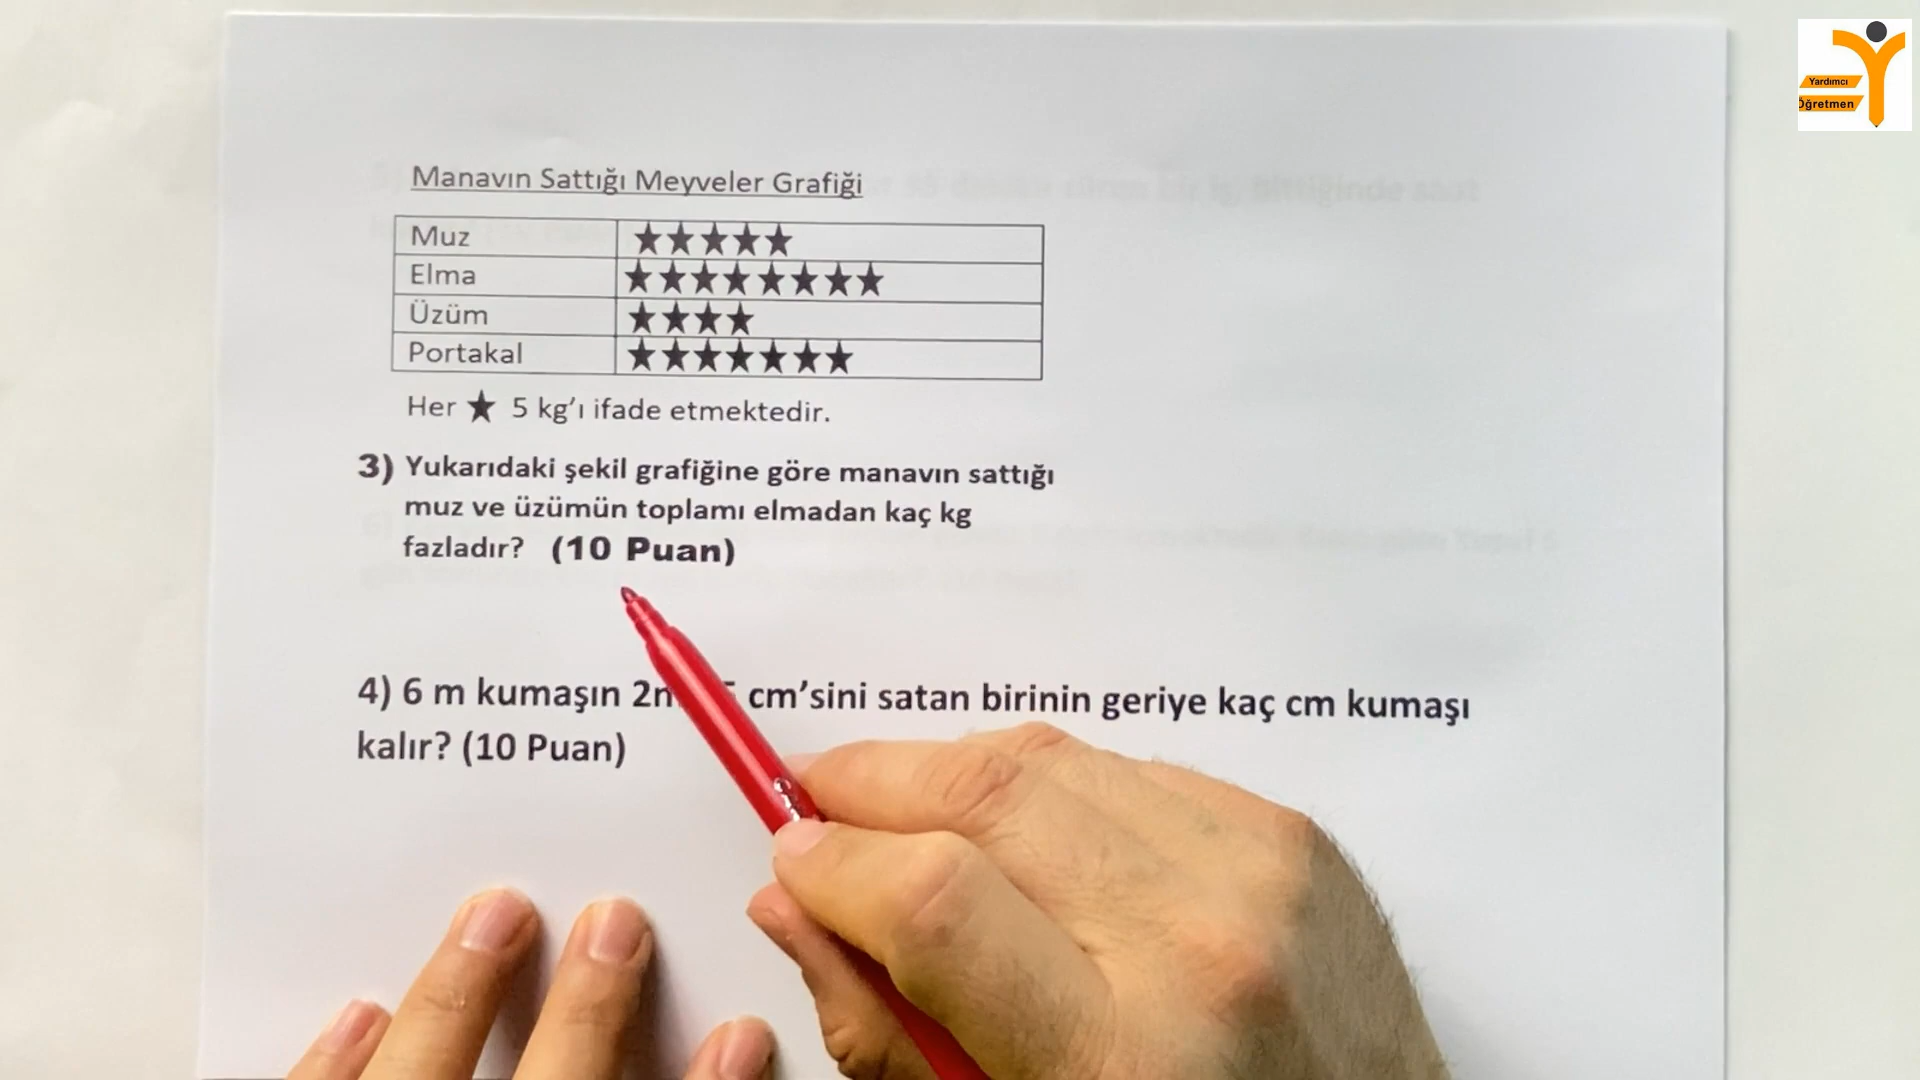 Yardımcı
Öğretmen
Manavın Sattığı Meyveler Grafiği
Muz ★★★★★
Elma ★★★★★★★★
Üzüm ★★★★
Portakal ★★★★★★★
Her ★ 5 kg’ı ifade etmektedir.
3) Yukarıdaki şekil grafiğine göre manavın sattığı
muz ve üzümün toplamı elmadan kaç kg
fazladır? (10 Puan)
4) 6 m kumaşın cm’sini satan birinin geriye kaç cm kumaşı
kalır? (10 Puan)